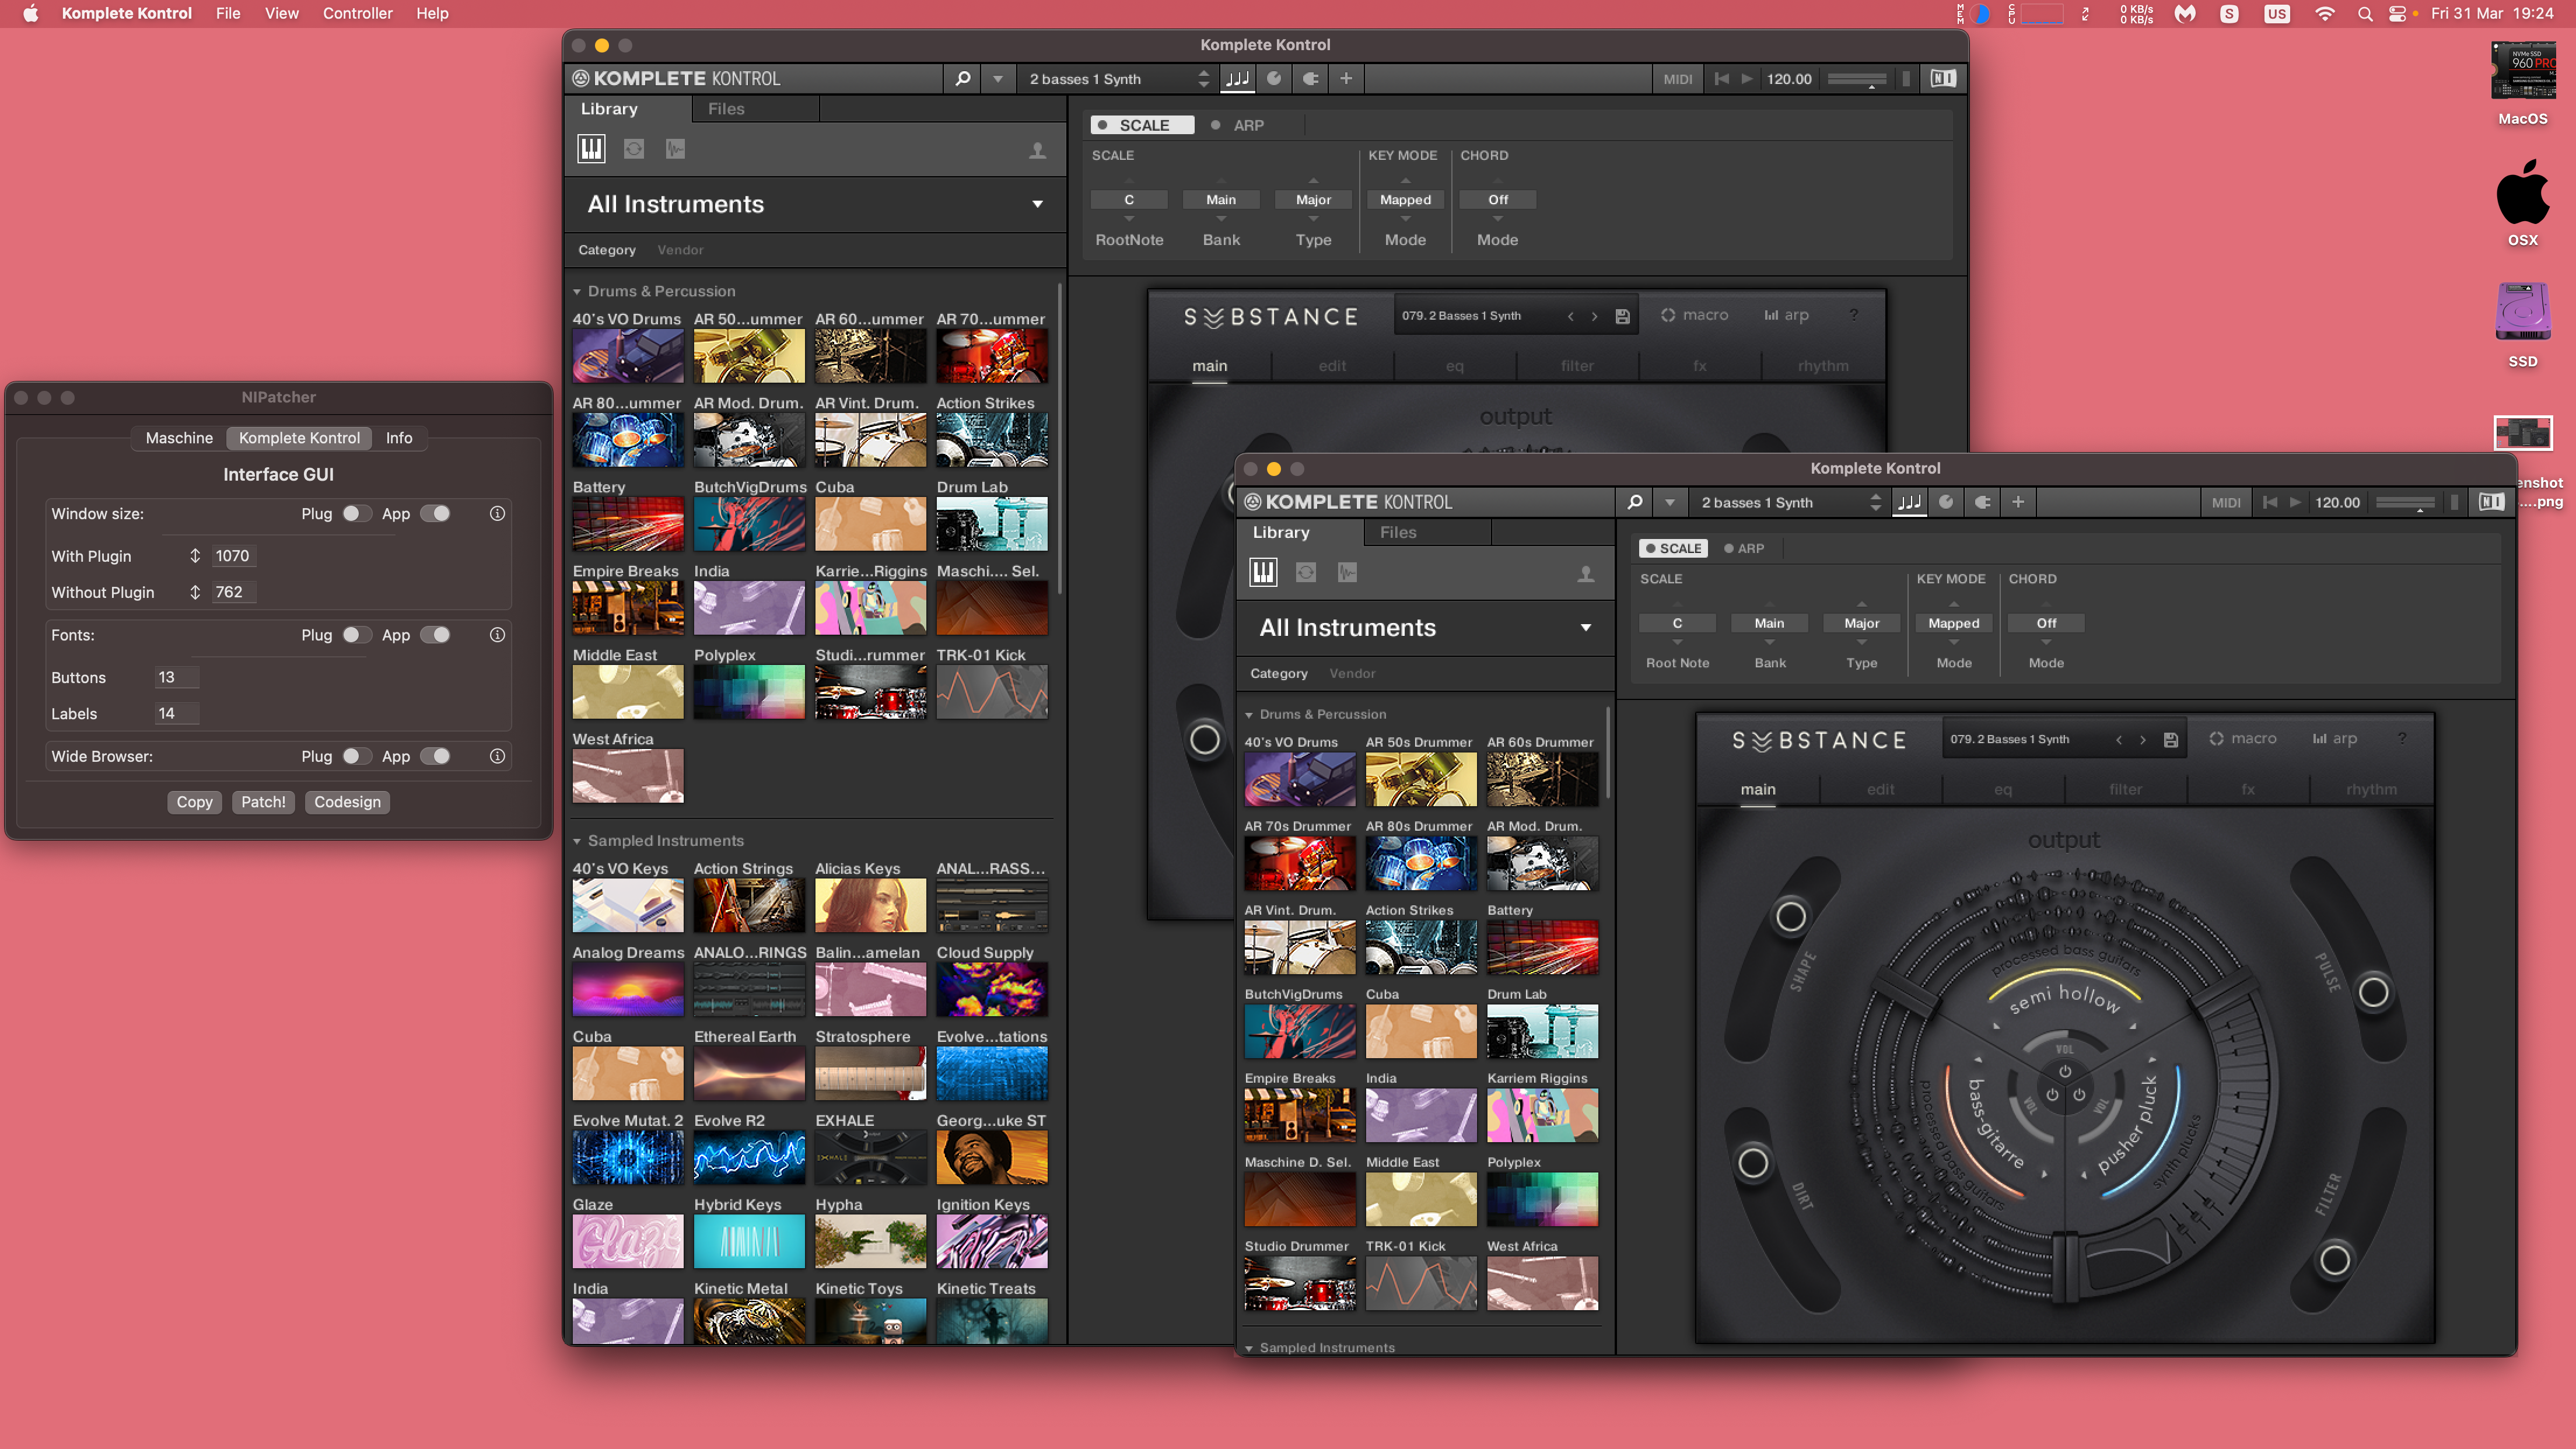 Komplete Kontrol File View Controller Help
MEM CPU 0 KB/s 0 KB/s S US Fri 31 Mar 19:24
MacOS
OSX
SSD
enshot
....png
NIPatcher
Maschine Komplete Kontrol Info
Interface GUI
Window size: Plug App
With Plugin 1070
Without Plugin 762
Fonts: Plug App
Buttons 13
Labels 14
Wide Browser: Plug App
Copy Patch! Codesign
Komplete Kontrol
KOMPLETE KONTROL 2 basses 1 Synth MIDI 120.00 NI
Library Files
All Instruments
Category Vendor
Drums & Percussion
40's VO Drums AR 50...ummer AR 60...ummer AR 70...ummer
AR 80...ummer AR Mod. Drum. AR Vint. Drum. Action Strikes
Battery ButchVigDrums Cuba Drum Lab
Empire Breaks India Karrie...Riggins Maschi.... Sel.
Middle East Polyplex Studi...rummer TRK-01 Kick
West Africa
Sampled Instruments
40's VO Keys Action Strings Alicias Keys ANAL...RASS...
Analog Dreams ANALO...RINGS Balin...amelan Cloud Supply
Cuba Ethereal Earth Stratosphere Evolve...tations
Evolve Mutat. 2 Evolve R2 EXHALE Georg...uke ST
Glaze Hybrid Keys Hypha Ignition Keys
India Kinetic Metal Kinetic Toys Kinetic Treats
SCALE ARP
SCALE KEY MODE CHORD
C Main Major Mapped Off
RootNote Bank Type Mode Mode
SUBSTANCE 079. 2 Basses 1 Synth macro arp ?
main edit eq filter fx rhythm
output
Komplete Kontrol
KOMPLETE KONTROL 2 basses 1 Synth MIDI 120.00 NI
Library Files
All Instruments
Category Vendor
Drums & Percussion
40's VO Drums AR 50s Drummer AR 60s Drummer
AR 70s Drummer AR 80s Drummer AR Mod. Drum.
AR Vint. Drum. Action Strikes Battery
ButchVigDrums Cuba Drum Lab
Empire Breaks India Karriem Riggins
Maschine D. Sel. Middle East Polyplex
Studio Drummer TRK-01 Kick West Africa
Sampled Instruments
SCALE ARP
SCALE KEY MODE CHORD
C Main Major Mapped Off
Root Note Bank Type Mode Mode
SUBSTANCE 079. 2 Basses 1 Synth macro arp ?
main edit eq filter fx rhythm
output
SHAPE
PULSE
DIRT
FILTER
processed bass guitars
semi hollow
VOL
VOL
VOL
bass-gitarre
processed bass guitars
pusher pluck
synth plucks